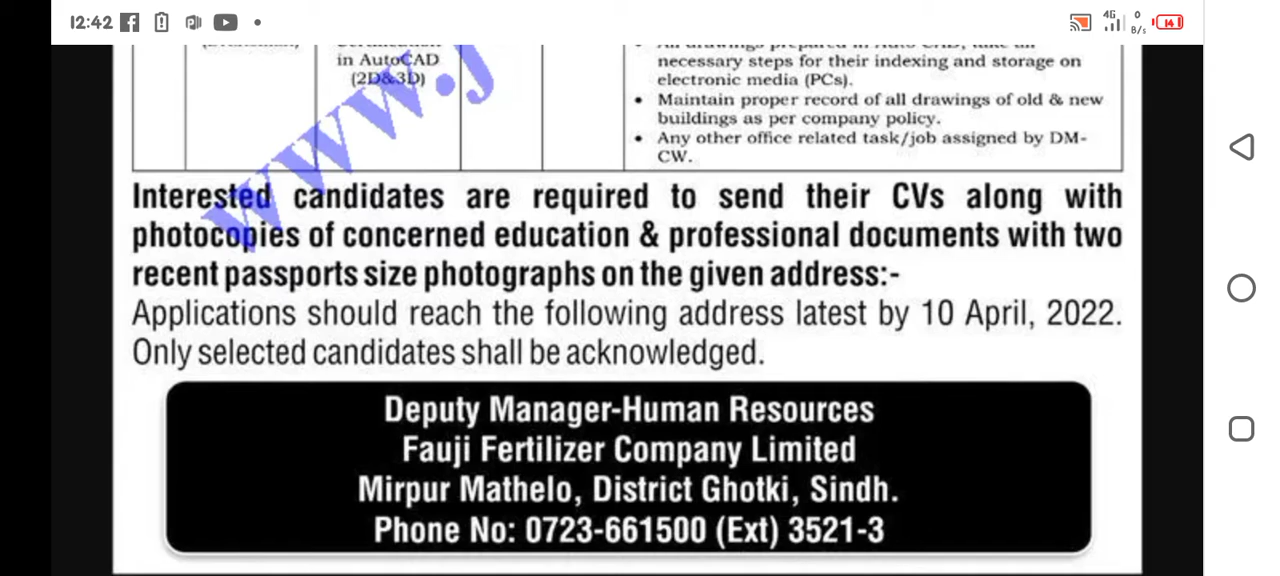 12:42
4G 0 B/s 14
in AutoCAD
(2D&3D)
necessary steps for their indexing and storage on
electronic media (PCs).
• Maintain proper record of all drawings of old & new
buildings as per company policy.
• Any other office related task/job assigned by DM-
CW.
www.J
Interested candidates are required to send their CVs along with
photocopies of concerned education & professional documents with two
recent passports size photographs on the given address:-
Applications should reach the following address latest by 10 April, 2022.
Only selected candidates shall be acknowledged.
Deputy Manager-Human Resources
Fauji Fertilizer Company Limited
Mirpur Mathelo, District Ghotki, Sindh.
Phone No: 0723-661500 (Ext) 3521-3